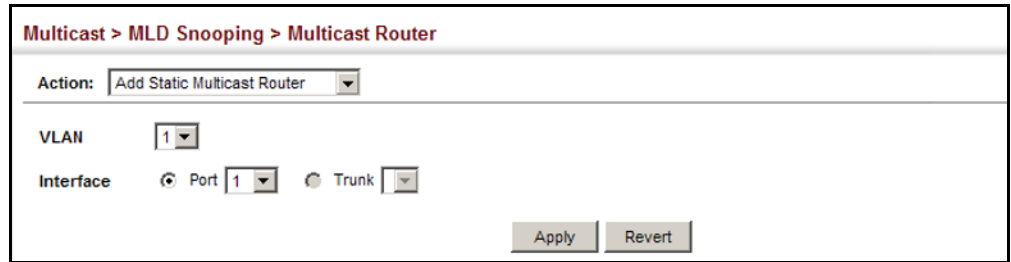 Multicast > MLD Snooping > Multicast Router
Action: Add Static Multicast Router
VLAN 1
Interface Port 1 Trunk
Apply Revert